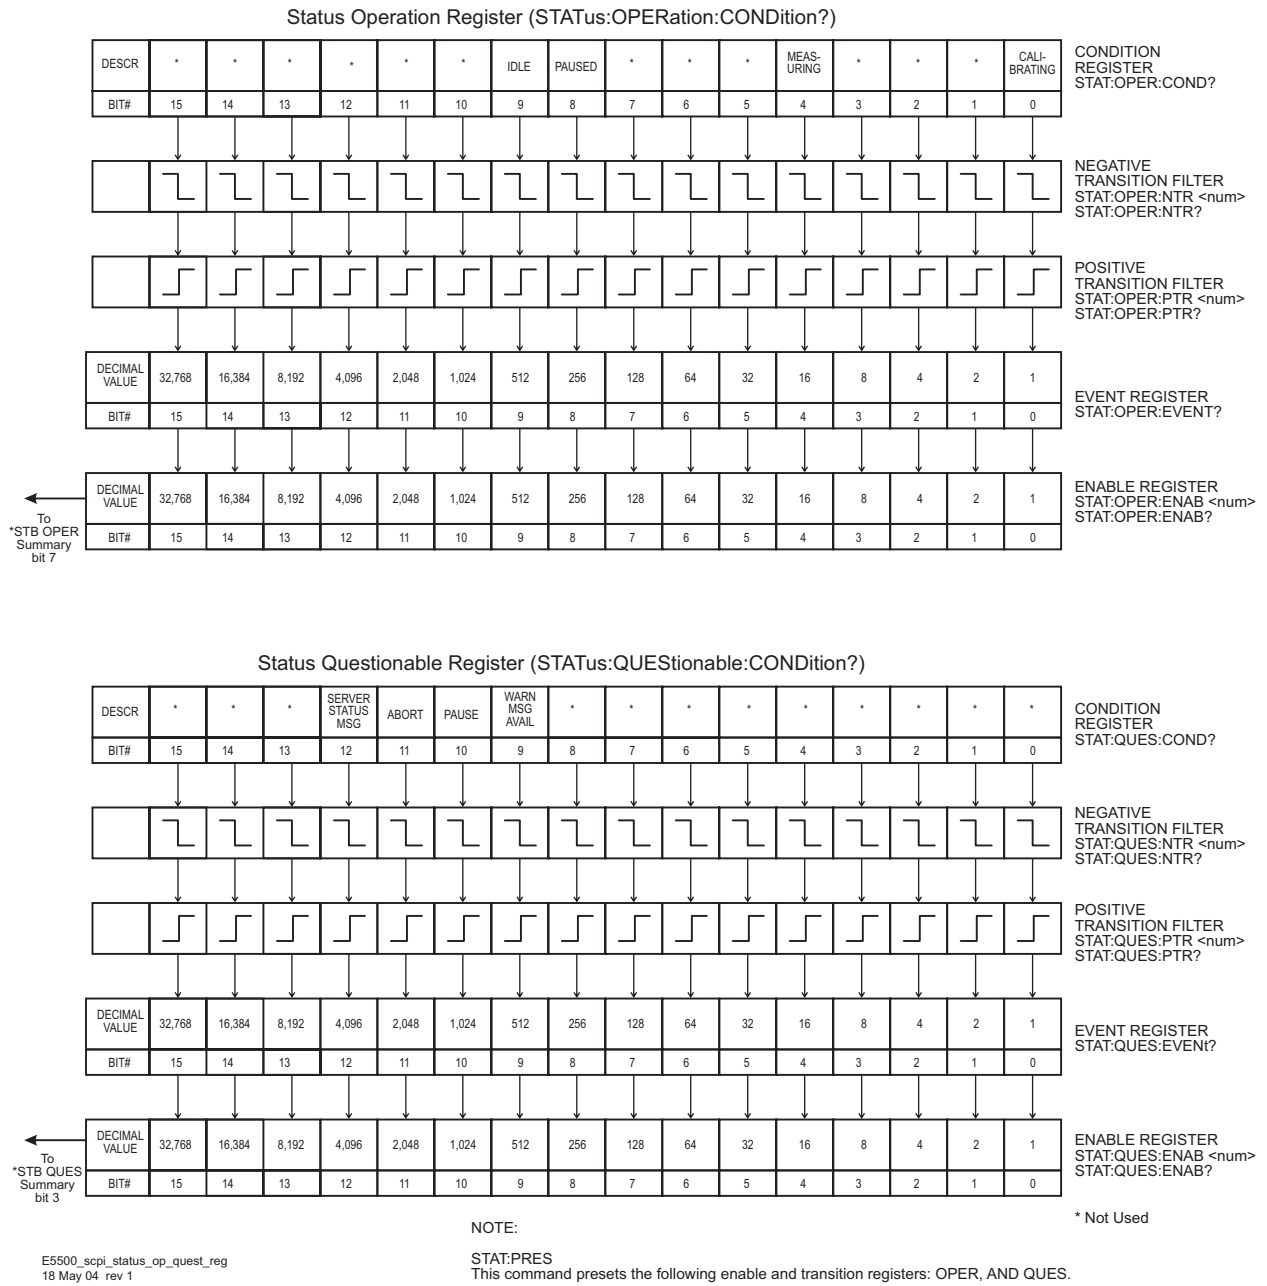 Status Operation Register (STATus:OPERation:CONDition?)
DESCR * * * * * * IDLE PAUSED * * * MEAS-
URING * * * CALI-
BRATING
BIT# 15 14 13 12 11 10 9 8 7 6 5 4 3 2 1 0
CONDITION
REGISTER
STAT:OPER:COND?
NEGATIVE
TRANSITION FILTER
STAT:OPER:NTR <num>
STAT:OPER:NTR?
POSITIVE
TRANSITION FILTER
STAT:OPER:PTR <num>
STAT:OPER:PTR?
DECIMAL
VALUE 32,768 16,384 8,192 4,096 2,048 1,024 512 256 128 64 32 16 8 4 2 1
BIT# 15 14 13 12 11 10 9 8 7 6 5 4 3 2 1 0
EVENT REGISTER
STAT:OPER:EVENT?
DECIMAL
VALUE 32,768 16,384 8,192 4,096 2,048 1,024 512 256 128 64 32 16 8 4 2 1
BIT# 15 14 13 12 11 10 9 8 7 6 5 4 3 2 1 0
ENABLE REGISTER
STAT:OPER:ENAB <num>
STAT:OPER:ENAB?
To
*STB OPER
Summary
bit 7
Status Questionable Register (STATus:QUEStionable:CONDition?)
DESCR * * * SERVER
STATUS
MSG ABORT PAUSE WARN
MSG
AVAIL * * * * * * * * *
BIT# 15 14 13 12 11 10 9 8 7 6 5 4 3 2 1 0
CONDITION
REGISTER
STAT:QUES:COND?
NEGATIVE
TRANSITION FILTER
STAT:QUES:NTR <num>
STAT:QUES:NTR?
POSITIVE
TRANSITION FILTER
STAT:QUES:PTR <num>
STAT:QUES:PTR?
DECIMAL
VALUE 32,768 16,384 8,192 4,096 2,048 1,024 512 256 128 64 32 16 8 4 2 1
BIT# 15 14 13 12 11 10 9 8 7 6 5 4 3 2 1 0
EVENT REGISTER
STAT:QUES:EVENt?
DECIMAL
VALUE 32,768 16,384 8,192 4,096 2,048 1,024 512 256 128 64 32 16 8 4 2 1
BIT# 15 14 13 12 11 10 9 8 7 6 5 4 3 2 1 0
ENABLE REGISTER
STAT:QUES:ENAB <num>
STAT:QUES:ENAB?
To
*STB QUES
Summary
bit 3
* Not Used
NOTE:
STAT:PRES
This command presets the following enable and transition registers: OPER, AND QUES.
E5500_scpi_status_op_quest_reg
18 May 04 rev 1